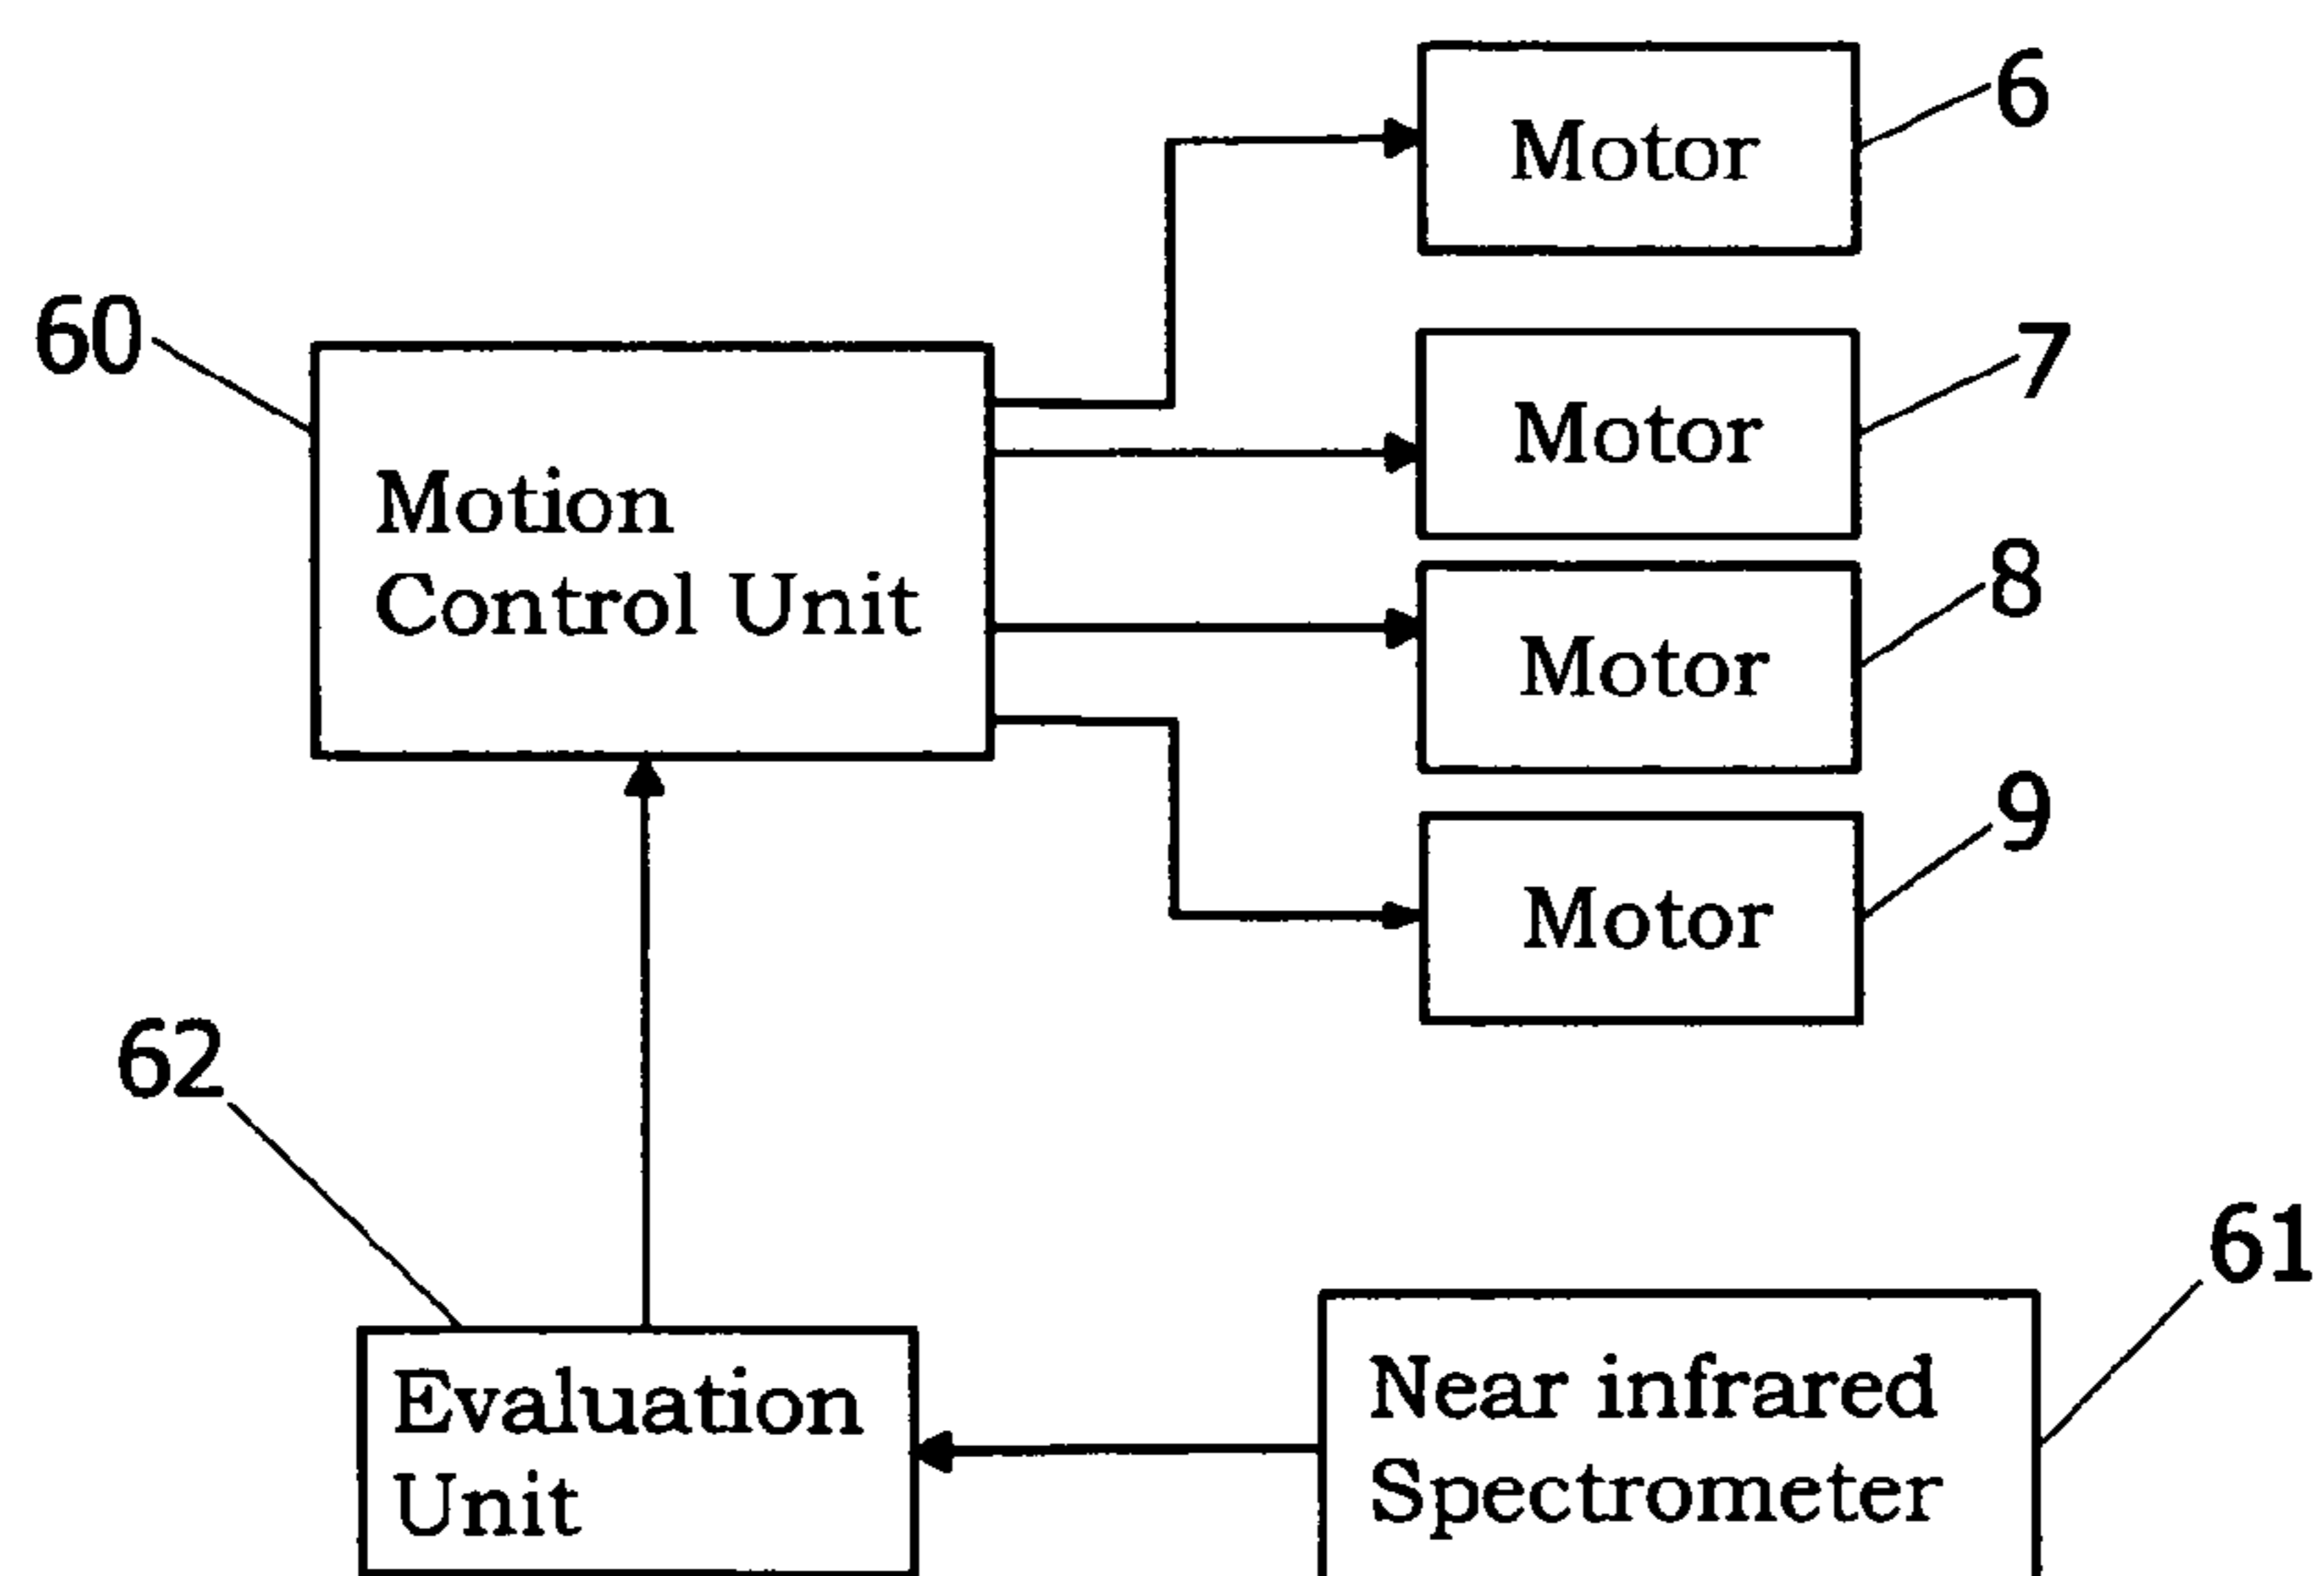 6
Motor
60
7
Motor
Motion
Control Unit
8
Motor
9
Motor
62
61
Evaluation
Unit
Near infrared
Spectrometer